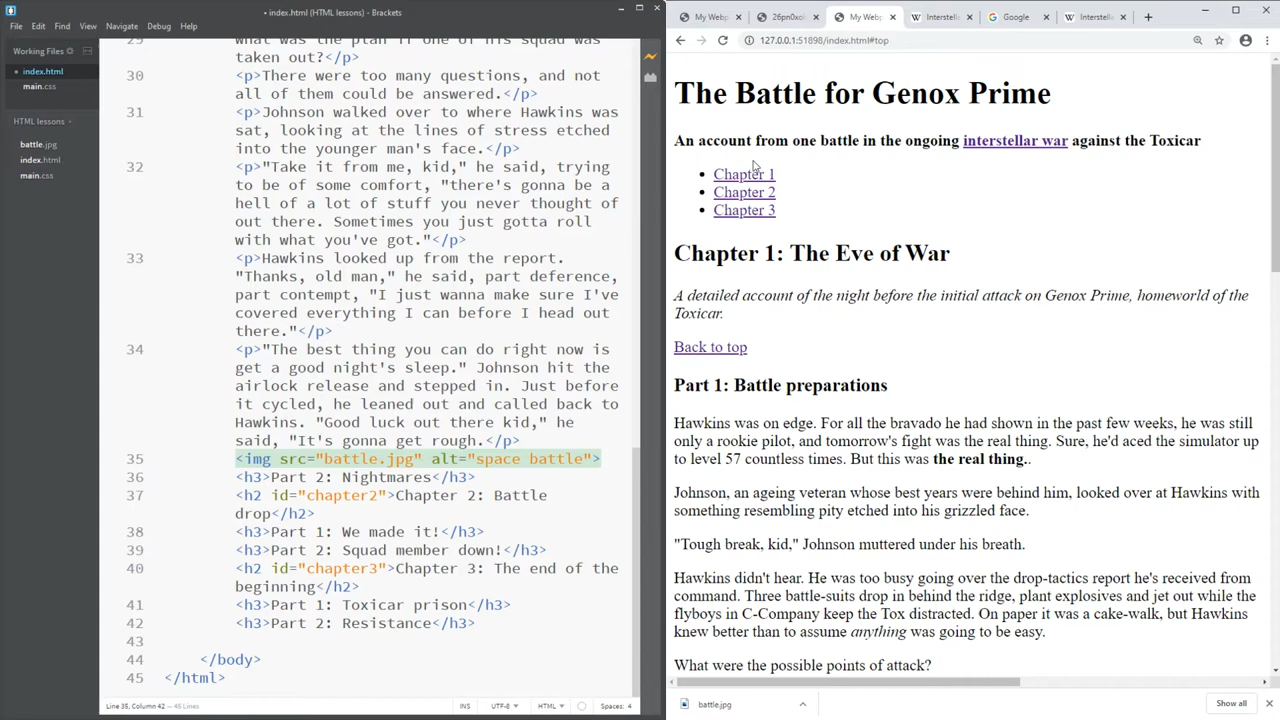 • index.html (HTML lessons) - Brackets
File Edit Find View Navigate Debug Help
Working Files
• index.html
main.css
HTML lessons
battle.jpg
index.html
main.css
29 what was the plan if one of his squad was
taken out?</p>
30 <p>There were too many questions, and not
all of them could be answered.</p>
31 <p>Johnson walked over to where Hawkins was
sat, looking at the lines of stress etched
into the younger man's face.</p>
32 <p>"Take it from me, kid," he said, trying
to be of some comfort, "there's gonna be a
hell of a lot of stuff you never thought of
out there. Sometimes you just gotta roll
with what you've got."</p>
33 <p>Hawkins looked up from the report.
"Thanks, old man," he said, part deference,
part contempt, "I just wanna make sure I've
covered everything I can before I head out
there."</p>
34 <p>"The best thing you can do right now is
get a good night's sleep." Johnson hit the
airlock release and stepped in. Just before
it cycled, he leaned out and called back to
Hawkins. "Good luck out there kid," he
said, "It's gonna get rough.</p>
35 <img src="battle.jpg" alt="space battle">
36 <h3>Part 2: Nightmares</h3>
37 <h2 id="chapter2">Chapter 2: Battle
drop</h2>
38 <h3>Part 1: We made it!</h3>
39 <h3>Part 2: Squad member down!</h3>
40 <h2 id="chapter3">Chapter 3: The end of the
beginning</h2>
41 <h3>Part 1: Toxicar prison</h3>
42 <h3>Part 2: Resistance</h3>
43
44 </body>
45 </html>
Line 35, Column 42 — 45 Lines
INS UTF-8 HTML Spaces: 4
My Webp 26pn0xol My Webp Interstell Google Interstella
127.0.0.1:51898/index.html#top
The Battle for Genox Prime
An account from one battle in the ongoing interstellar war against the Toxicar
• Chapter 1
• Chapter 2
• Chapter 3
Chapter 1: The Eve of War
A detailed account of the night before the initial attack on Genox Prime, homeworld of the
Toxicar.
Back to top
Part 1: Battle preparations
Hawkins was on edge. For all the bravado he had shown in the past few weeks, he was still
only a rookie pilot, and tomorrow's fight was the real thing. Sure, he'd aced the simulator up
to level 57 countless times. But this was the real thing..
Johnson, an ageing veteran whose best years were behind him, looked over at Hawkins with
something resembling pity etched into his grizzled face.
"Tough break, kid," Johnson muttered under his breath.
Hawkins didn't hear. He was too busy going over the drop-tactics report he's received from
command. Three battle-suits drop in behind the ridge, plant explosives and jet out while the
flyboys in C-Company keep the Tox distracted. On paper it was a cake-walk, but Hawkins
knew better than to assume anything was going to be easy.
What were the possible points of attack?
battle.jpg
Show all